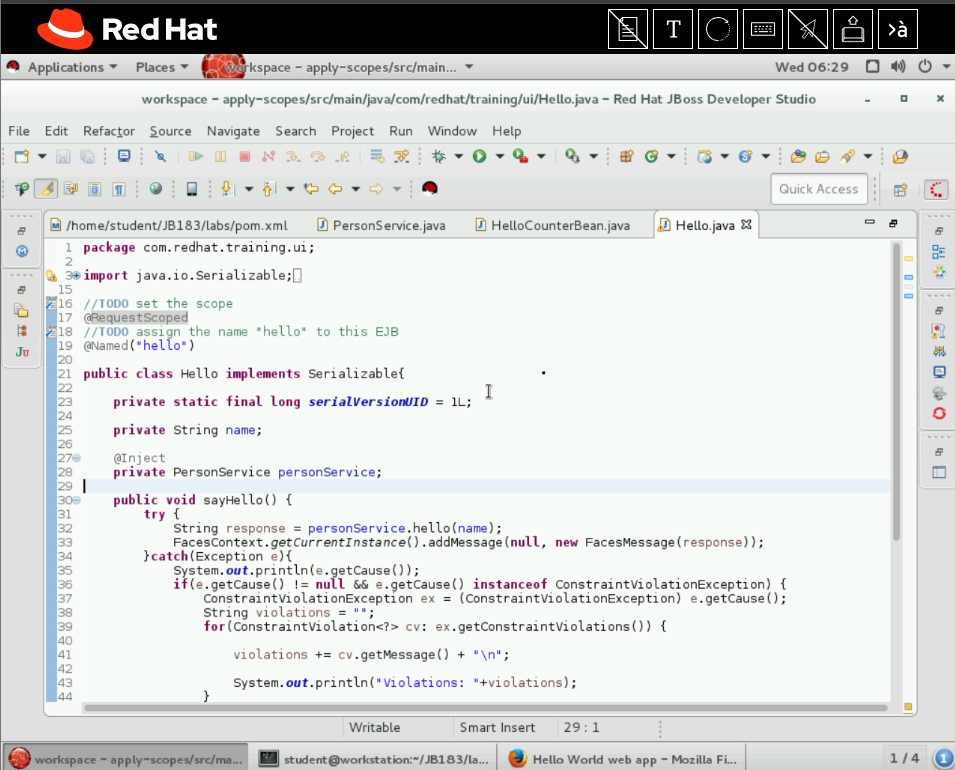 Red Hat
T
>à
Applications
Places
workspace – apply-scopes/src/main...
Wed 06:29
workspace – apply-scopes/src/main/java/com/redhat/training/ui/Hello.java – Red Hat JBoss Developer Studio
File Edit Refactor Source Navigate Search Project Run Window Help
Quick Access
/home/student/JB183/labs/pom.xml
PersonService.java
HelloCounterBean.java
Hello.java
1 package com.redhat.training.ui;
2
3 import java.io.Serializable;
15
16 //TODO set the scope
17 @RequestScoped
18 //TODO assign the name "hello" to this EJB
19 @Named("hello")
20
21 public class Hello implements Serializable{
22
23 private static final long serialVersionUID = 1L;
24
25 private String name;
26
27 @Inject
28 private PersonService personService;
29
30 public void sayHello() {
31 try {
32 String response = personService.hello(name);
33 FacesContext.getCurrentInstance().addMessage(null, new FacesMessage(response));
34 }catch(Exception e){
35 System.out.println(e.getCause());
36 if(e.getCause() != null && e.getCause() instanceof ConstraintViolationException) {
37 ConstraintViolationException ex = (ConstraintViolationException) e.getCause();
38 String violations = "";
39 for(ConstraintViolation<?> cv: ex.getConstraintViolations()) {
40
41 violations += cv.getMessage() + "\n";
42
43 System.out.println("Violations: "+violations);
44 }
Writable
Smart Insert
29 : 1
workspace – apply-scopes/src/ma...
student@workstation:~/JB183/la...
Hello World web app – Mozilla Fi...
1 / 4
1